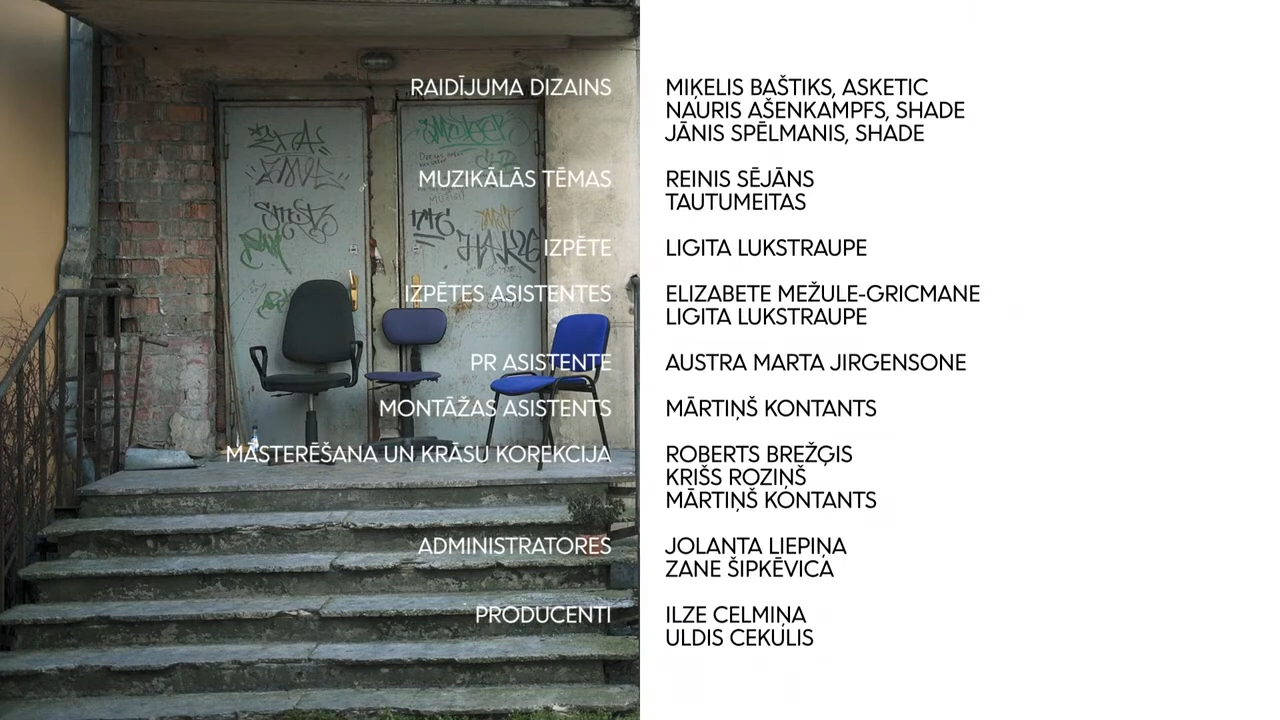 RAIDĪJUMA DIZAINS MIĶELIS BAŠTIKS, ASKETIC
NAURIS AŠENKAMPFS, SHADE
JĀNIS SPĒLMANIS, SHADE
MUZIKĀLĀS TĒMAS REINIS SĒJĀNS
TAUTUMEITAS
IZPĒTE LIGITA LUKSTRAUPE
IZPĒTES ASISTENTES ELIZABETE MEŽULE-GRICMANE
LIGITA LUKSTRAUPE
PR ASISTENTE AUSTRA MARTA JIRGENSONE
MONTĀŽAS ASISTENTS MĀRTIŅŠ KONTANTS
MĀSTERĒŠANA UN KRĀSU KOREKCIJA ROBERTS BREŽĢIS
KRIŠS ROZIŅŠ
MĀRTIŅŠ KONTANTS
ADMINISTRATORES JOLANTA LIEPIŅA
ZANE ŠIPKĒVICA
PRODUCENTI ILZE CELMIŅA
ULDIS CEKULIS